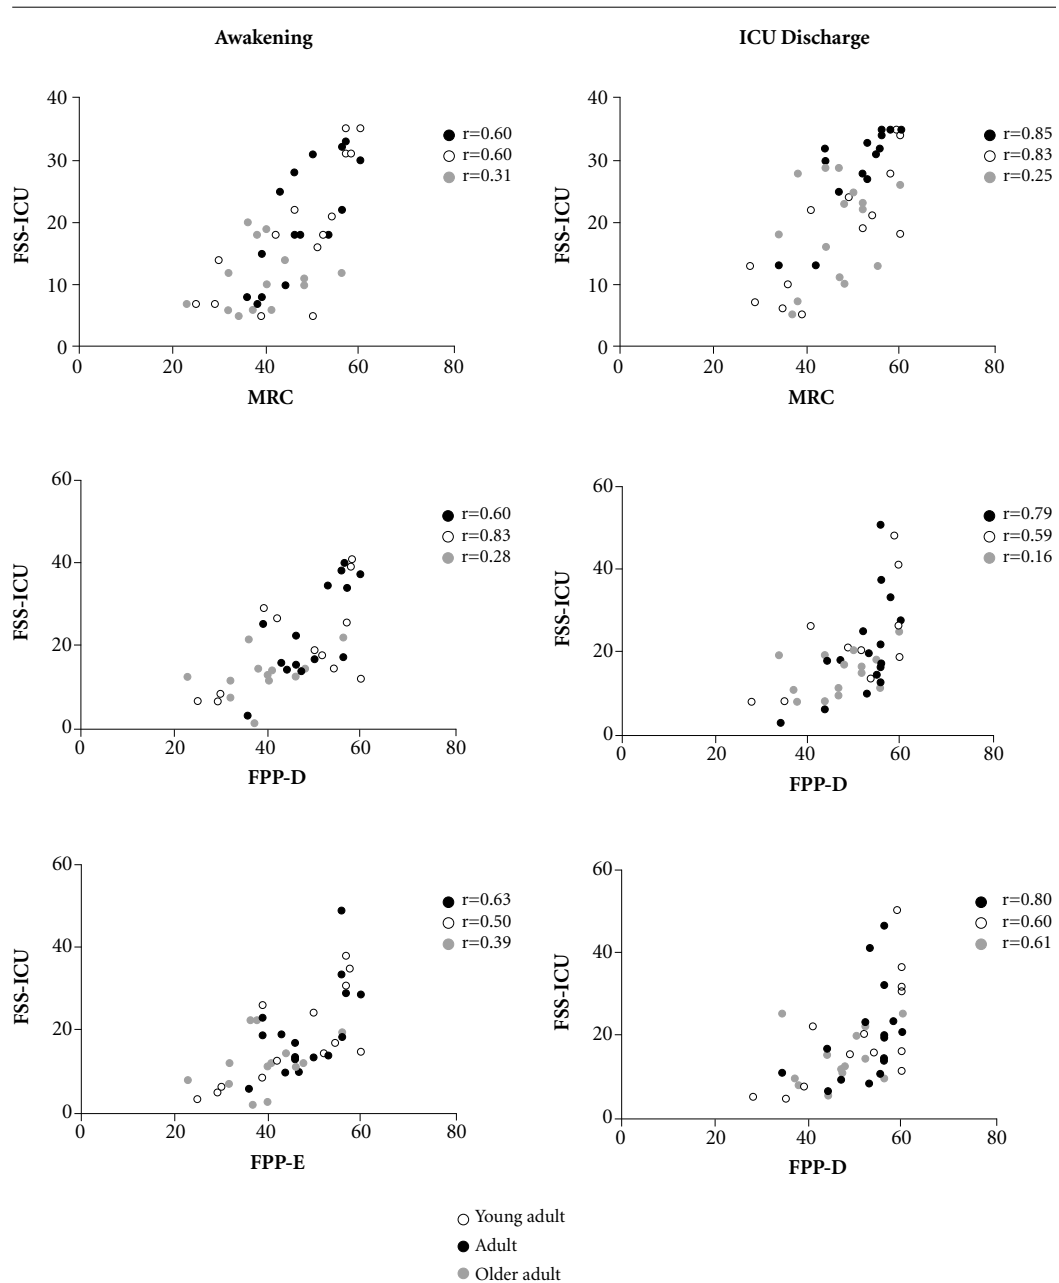 Awakening
ICU Discharge
40
30
20
10
0
0
20
40
60
80
FSS-ICU
MRC
r=0.60
r=0.60
r=0.31
40
30
20
10
0
0
20
40
60
80
FSS-ICU
MRC
r=0.85
r=0.83
r=0.25
60
40
20
0
0
20
40
60
80
FSS-ICU
FPP-D
r=0.60
r=0.83
r=0.28
60
40
20
0
0
20
40
60
80
FSS-ICU
FPP-D
r=0.79
r=0.59
r=0.16
60
40
20
0
0
20
40
60
80
FSS-ICU
FPP-E
r=0.63
r=0.50
r=0.39
60
40
20
0
0
20
40
60
80
FSS-ICU
FPP-D
r=0.80
r=0.60
r=0.61
Young adult
Adult
Older adult